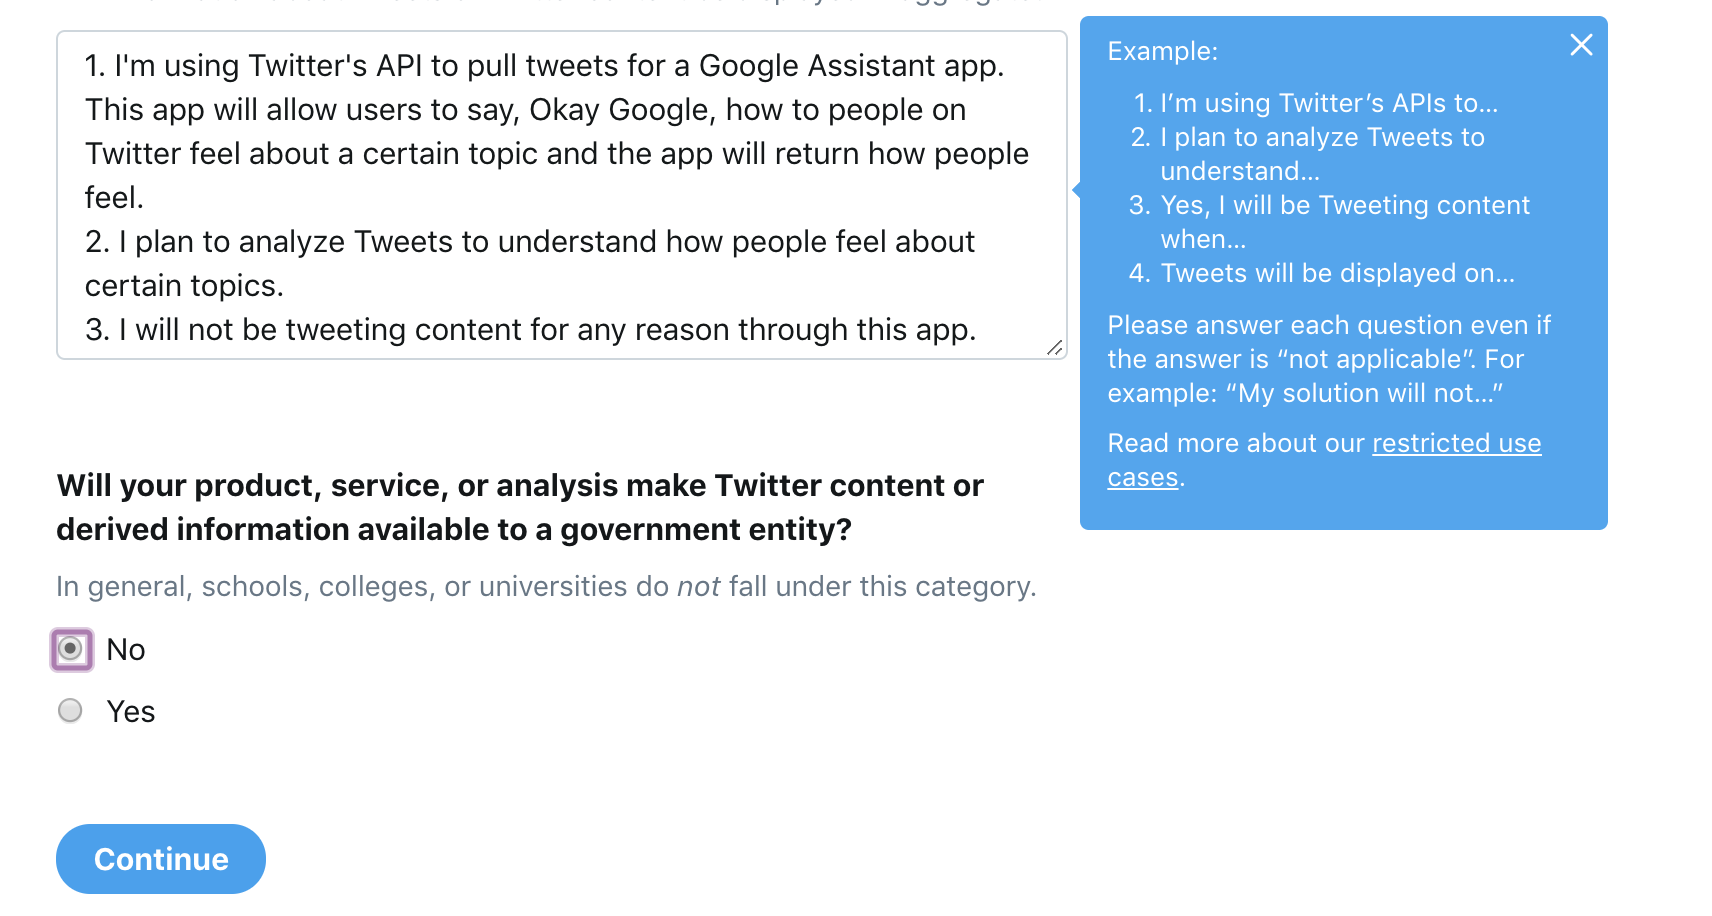 1. I'm using Twitter's API to pull tweets for a Google Assistant app.
This app will allow users to say, Okay Google, how to people on
Twitter feel about a certain topic and the app will return how people
feel.
2. I plan to analyze Tweets to understand how people feel about
certain topics.
3. I will not be tweeting content for any reason through this app.
Example:
1. I’m using Twitter’s APIs to...
2. I plan to analyze Tweets to
understand...
3. Yes, I will be Tweeting content
when...
4. Tweets will be displayed on...
Please answer each question even if
the answer is “not applicable”. For
example: “My solution will not...”
Read more about our restricted use
cases.
Will your product, service, or analysis make Twitter content or
derived information available to a government entity?
In general, schools, colleges, or universities do not fall under this category.
No
Yes
Continue